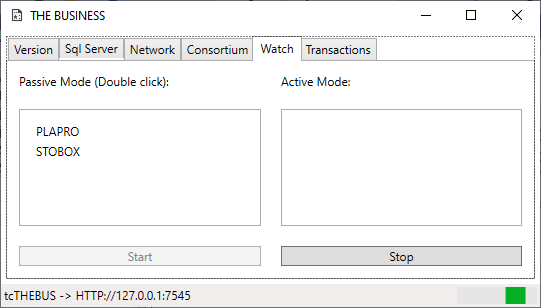 THE BUSINESS
Version Sql Server Network Consortium Watch Transactions
Passive Mode (Double click): Active Mode:
PLAPRO
STOBOX
Start Stop
tcTHEBUS -> HTTP://127.0.0.1:7545